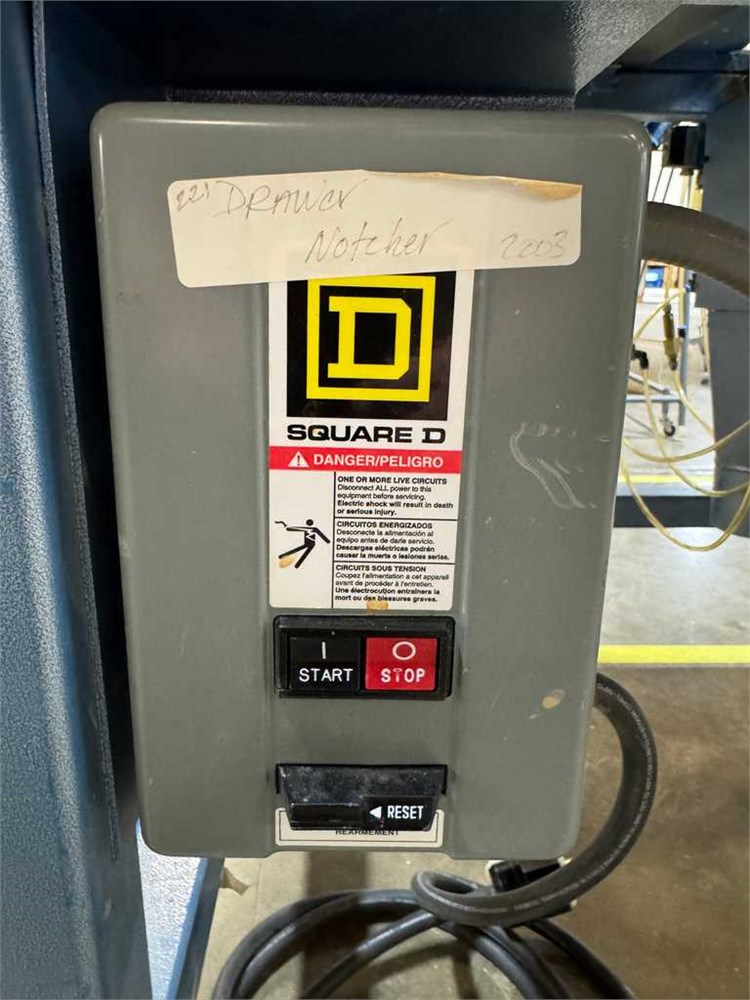 221 DRAWer
Notcher 2003
D
SQUARE D
DANGER/PELIGRO
ONE OR MORE LIVE CIRCUITS
Disconnect ALL power to this
equipment before servicing.
Electric shock will result in death
or serious injury.
CIRCUITOS ENERGIZADOS
Desconecte la alimentación al
equipo antes de darle servicio.
Descargas eléctricas podrán
causar la muerte o lesiones serias.
CIRCUITS SOUS TENSION
Coupez l'alimentation a cet appareil
avant de procéder à l'entretien.
Une électrocution entraînera la
mort ou des blessures graves.
I O
START STOP
RESET
REARMEMENT